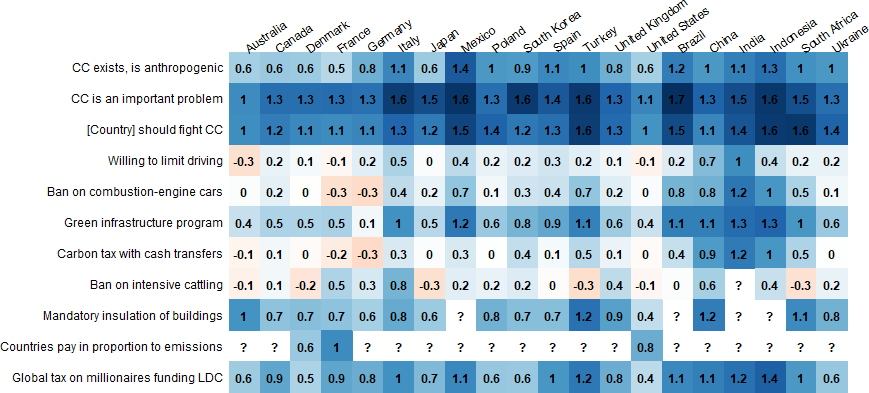 Australia Canada Denmark France Germany Italy Japan Mexico Poland South Korea Spain Turkey United Kingdom United States Brazil China India Indonesia South Africa Ukraine
CC exists, is anthropogenic 0.6 0.6 0.6 0.5 0.8 1.1 0.6 1.4 1 0.9 1.1 1 0.8 0.6 1.2 1 1.1 1.3 1 1
CC is an important problem 1 1.3 1.3 1.3 1.3 1.6 1.5 1.6 1.3 1.6 1.4 1.6 1.3 1.1 1.7 1.3 1.5 1.6 1.5 1.3
[Country] should fight CC 1 1.2 1.1 1.1 1.1 1.3 1.2 1.5 1.4 1.2 1.3 1.6 1.3 1 1.5 1.1 1.4 1.6 1.6 1.4
Willing to limit driving -0.3 0.2 0.1 -0.1 0.2 0.5 0 0.4 0.2 0.2 0.3 0.2 0.1 -0.1 0.2 0.7 1 0.4 0.2 0.2
Ban on combustion-engine cars 0 0.2 0 -0.3 -0.3 0.4 0.2 0.7 0.1 0.3 0.4 0.7 0.2 0 0.8 0.8 1.2 1 0.5 0.1
Green infrastructure program 0.4 0.5 0.5 0.5 0.1 1 0.5 1.2 0.6 0.8 0.9 1.1 0.6 0.4 1.1 1.1 1.3 1.3 1 0.6
Carbon tax with cash transfers -0.1 0.1 0 -0.2 -0.3 0.3 0 0.3 0 0.4 0.1 0.5 0.1 0 0.4 0.9 1.2 1 0.5 0
Ban on intensive cattling -0.1 0.1 -0.2 0.5 0.3 0.8 -0.3 0.2 0.2 0.2 0 -0.3 0.4 -0.1 0 0.6 ? 0.4 -0.3 0.2
Mandatory insulation of buildings 1 0.7 0.7 0.7 0.6 0.8 0.6 ? 0.8 0.7 0.7 1.2 0.9 0.4 ? 1.2 ? ? 1.1 0.8
Countries pay in proportion to emissions ? ? 0.6 1 ? ? ? ? ? ? ? ? ? 0.8 ? ? ? ? ? ?
Global tax on millionaires funding LDC 0.6 0.9 0.5 0.9 0.8 1 0.7 1.1 0.6 0.6 1 1.2 0.8 0.4 1.1 1.1 1.2 1.4 1 0.6